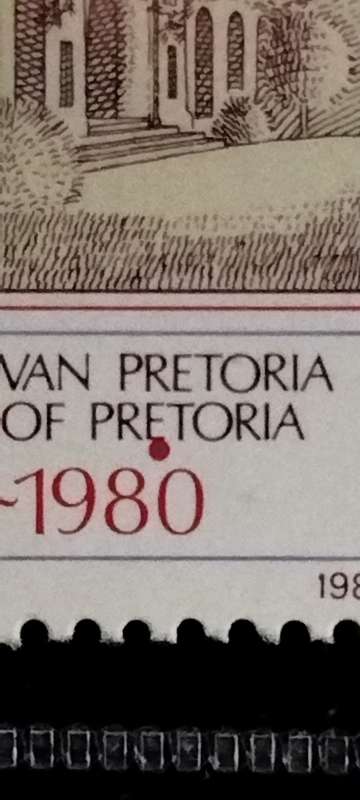 VAN PRETORIA
OF PRETORIA
-1980
198